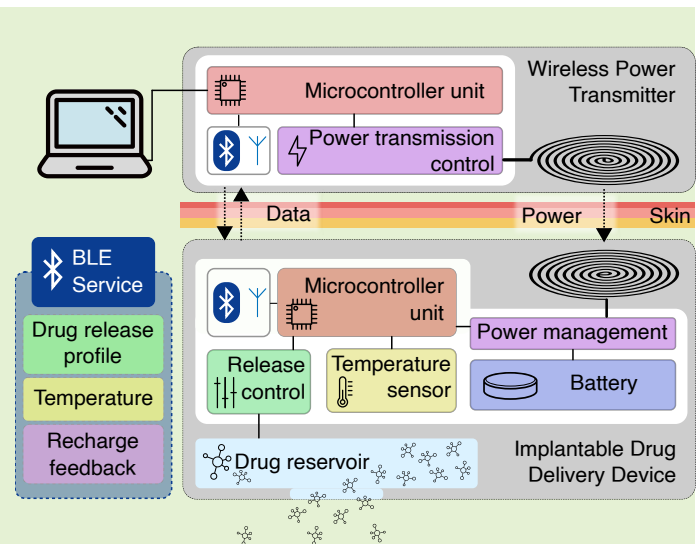 Wireless Power
Transmitter
Microcontroller unit
Power transmission
control
Data
Power
Skin
BLE
Service
Drug release
profile
Temperature
Recharge
feedback
Microcontroller
unit
Power management
Release
control
Temperature
sensor
Battery
Drug reservoir
Implantable Drug
Delivery Device